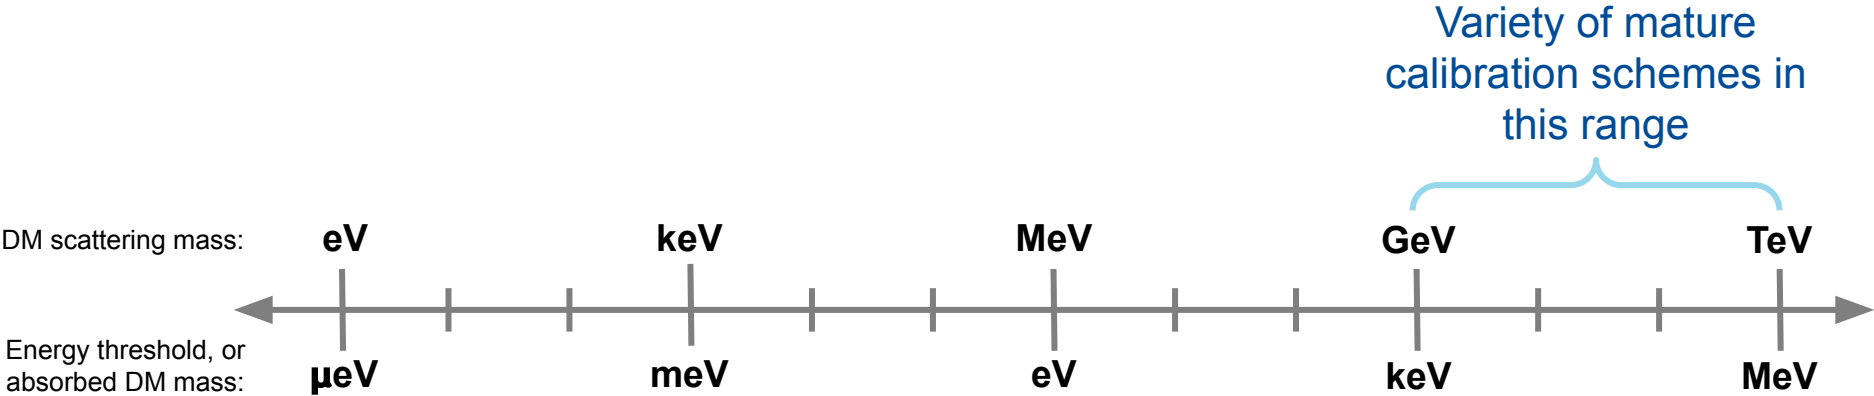 Variety of mature
calibration schemes in
this range
DM scattering mass: eV keV MeV GeV TeV
Energy threshold, or
absorbed DM mass: μeV meV eV keV MeV